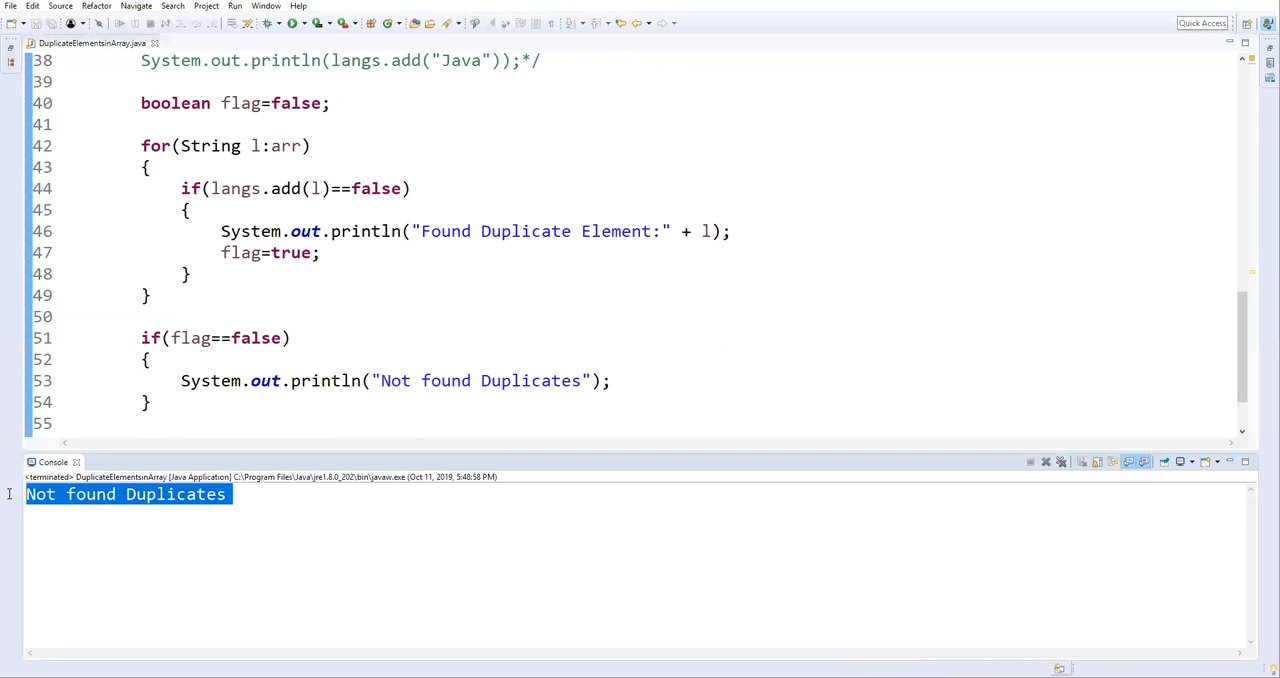 File Edit Source Refactor Navigate Search Project Run Window Help
Quick Access
DuplicateElementsinArray.java
38 System.out.println(langs.add("Java"));*/
39
40 boolean flag=false;
41
42 for(String l:arr)
43 {
44 if(langs.add(l)==false)
45 {
46 System.out.println("Found Duplicate Element:" + l);
47 flag=true;
48 }
49 }
50
51 if(flag==false)
52 {
53 System.out.println("Not found Duplicates");
54 }
55
Console
<terminated> DuplicateElementsinArray [Java Application] C:\Program Files\Java\jre1.8.0_202\bin\javaw.exe (Oct 11, 2019, 5:48:58 PM)
Not found Duplicates